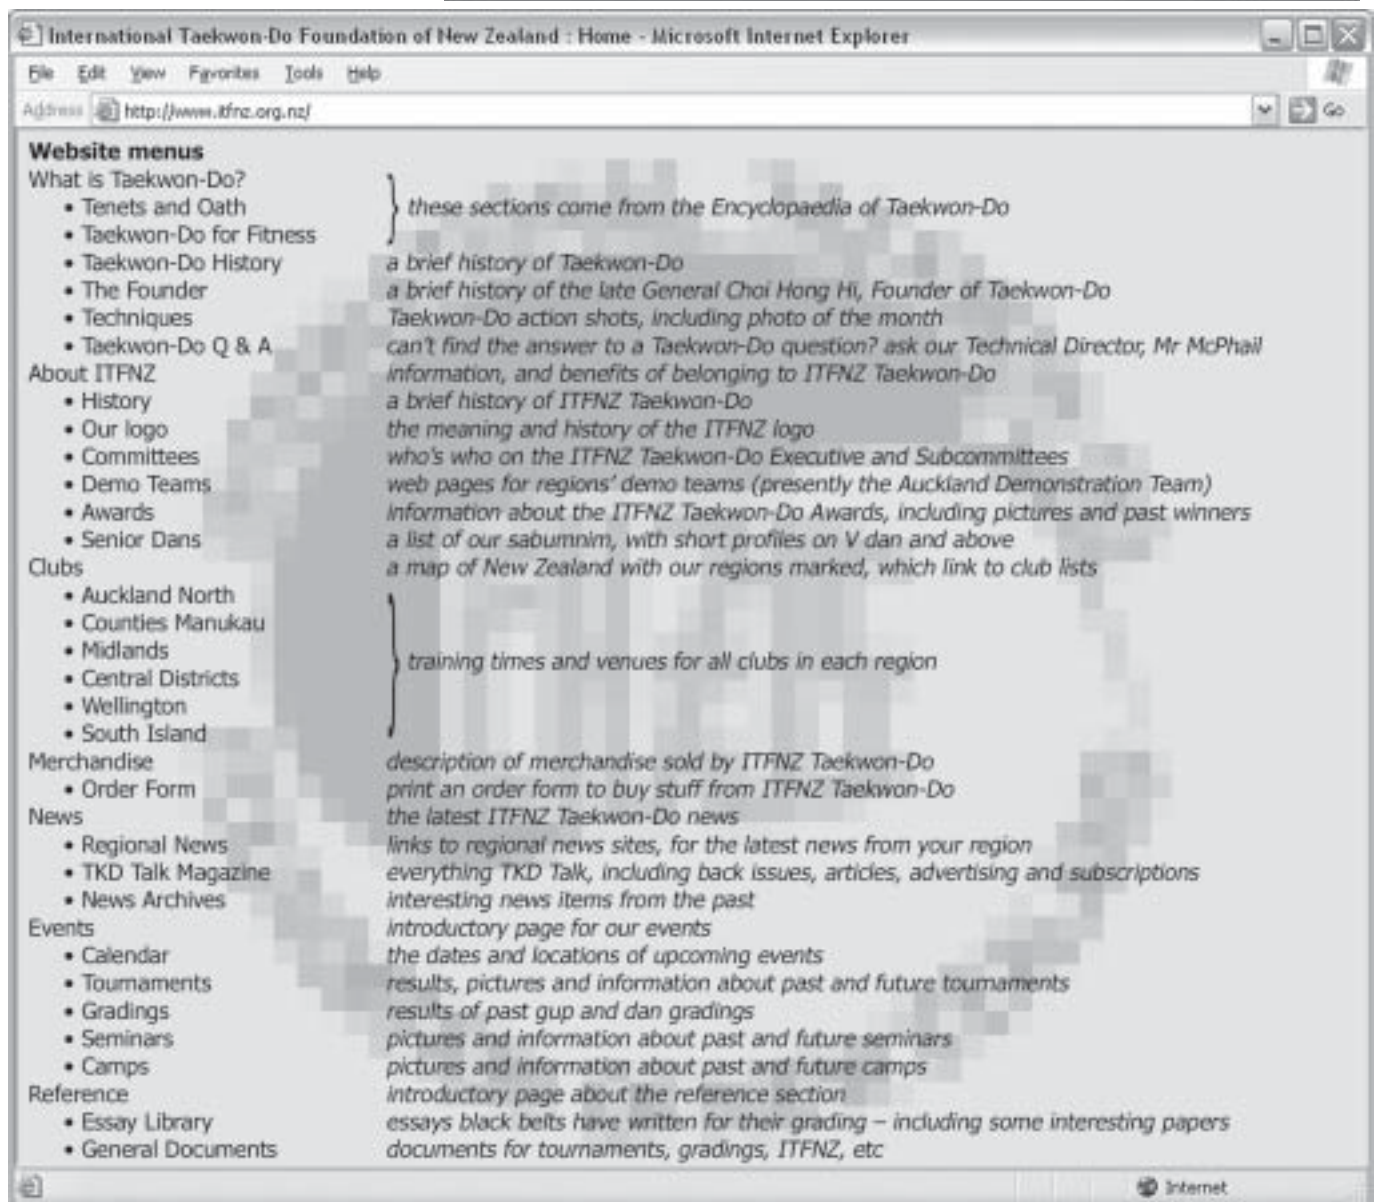 International Taekwon-Do Foundation of New Zealand : Home - Microsoft Internet Explorer
File Edit View Favorites Tools Help
Address http://www.itfnz.org.nz/ Go
Website menus
What is Taekwon-Do?
• Tenets and Oath these sections come from the Encyclopaedia of Taekwon-Do
• Taekwon-Do for Fitness
• Taekwon-Do History a brief history of Taekwon-Do
• The Founder a brief history of the late General Choi Hong Hi, Founder of Taekwon-Do
• Techniques Taekwon-Do action shots, including photo of the month
• Taekwon-Do Q & A can't find the answer to a Taekwon-Do question? ask our Technical Director, Mr McPhail
About ITFNZ information, and benefits of belonging to ITFNZ Taekwon-Do
• History a brief history of ITFNZ Taekwon-Do
• Our logo the meaning and history of the ITFNZ logo
• Committees who's who on the ITFNZ Taekwon-Do Executive and Subcommittees
• Demo Teams web pages for regions' demo teams (presently the Auckland Demonstration Team)
• Awards information about the ITFNZ Taekwon-Do Awards, including pictures and past winners
• Senior Dans a list of our sabumnim, with short profiles on V dan and above
Clubs a map of New Zealand with our regions marked, which link to club lists
• Auckland North
• Counties Manukau
• Midlands training times and venues for all clubs in each region
• Central Districts
• Wellington
• South Island
Merchandise description of merchandise sold by ITFNZ Taekwon-Do
• Order Form print an order form to buy stuff from ITFNZ Taekwon-Do
News the latest ITFNZ Taekwon-Do news
• Regional News links to regional news sites, for the latest news from your region
• TKD Talk Magazine everything TKD Talk, including back issues, articles, advertising and subscriptions
• News Archives interesting news items from the past
Events introductory page for our events
• Calendar the dates and locations of upcoming events
• Tournaments results, pictures and information about past and future tournaments
• Gradings results of past gup and dan gradings
• Seminars pictures and information about past and future seminars
• Camps pictures and information about past and future camps
Reference introductory page about the reference section
• Essay Library essays black belts have written for their grading – including some interesting papers
• General Documents documents for tournaments, gradings, ITFNZ, etc
Internet